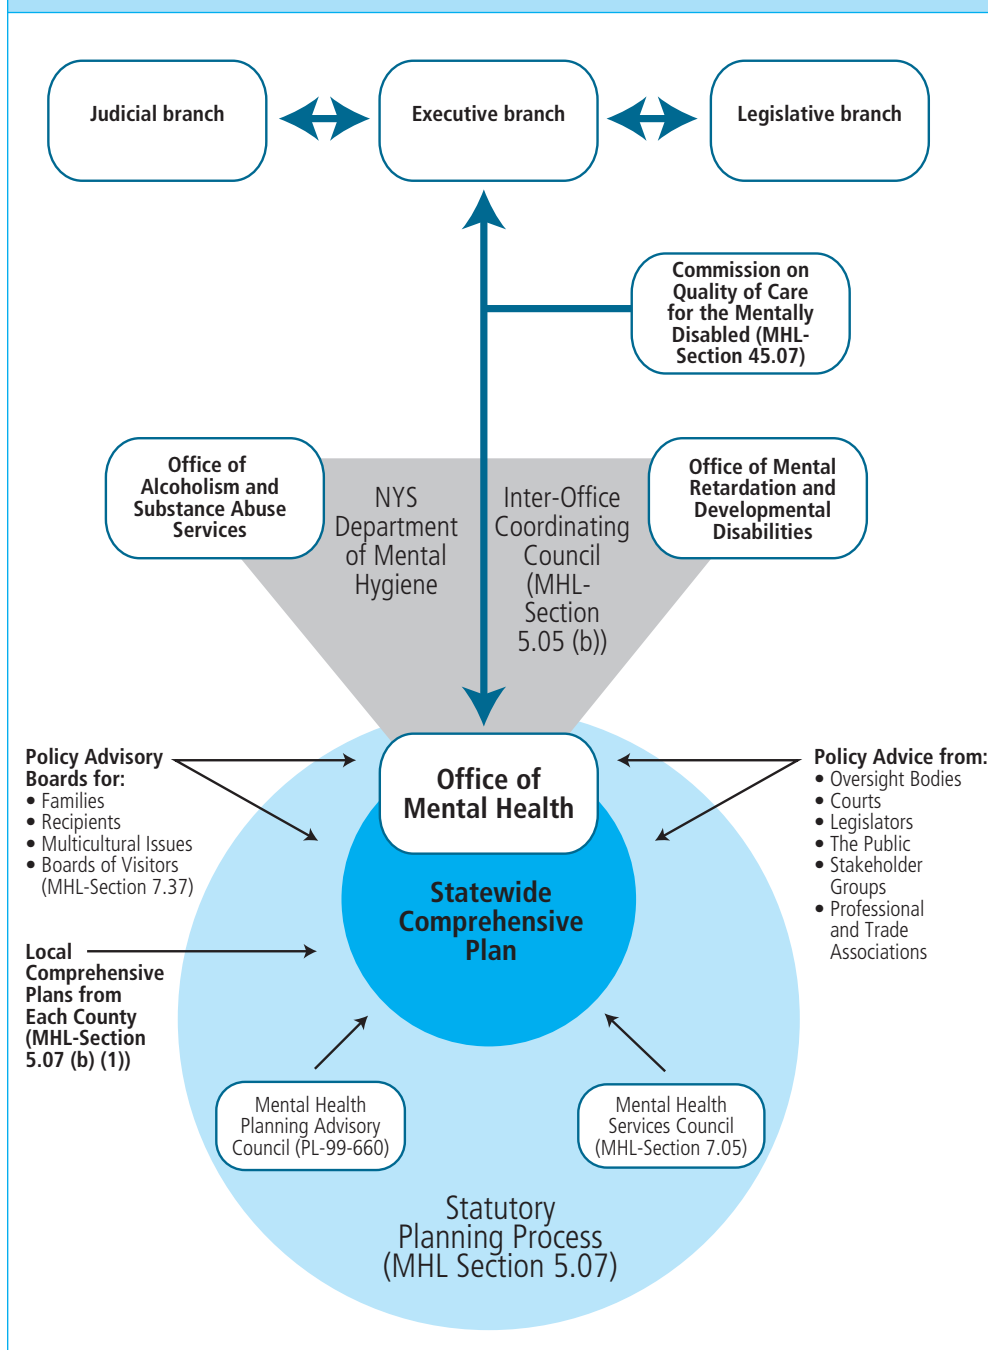 Judicial branch
Executive branch
Legislative branch
Commission on
Quality of Care
for the Mentally
Disabled (MHL-
Section 45.07)
Office of
Alcoholism and
Substance Abuse
Services
NYS
Department
of Mental
Hygiene
Inter-Office
Coordinating
Council
(MHL-
Section
5.05 (b))
Office of Mental
Retardation and
Developmental
Disabilities
Policy Advisory
Boards for:
• Families
• Recipients
• Multicultural Issues
• Boards of Visitors
(MHL-Section 7.37)
Office of
Mental Health
Policy Advice from:
• Oversight Bodies
• Courts
• Legislators
• The Public
• Stakeholder
Groups
• Professional
and Trade
Associations
Statewide
Comprehensive
Plan
Local
Comprehensive
Plans from
Each County
(MHL-Section
5.07 (b) (1))
Mental Health
Planning Advisory
Council (PL-99-660)
Mental Health
Services Council
(MHL-Section 7.05)
Statutory
Planning Process
(MHL Section 5.07)